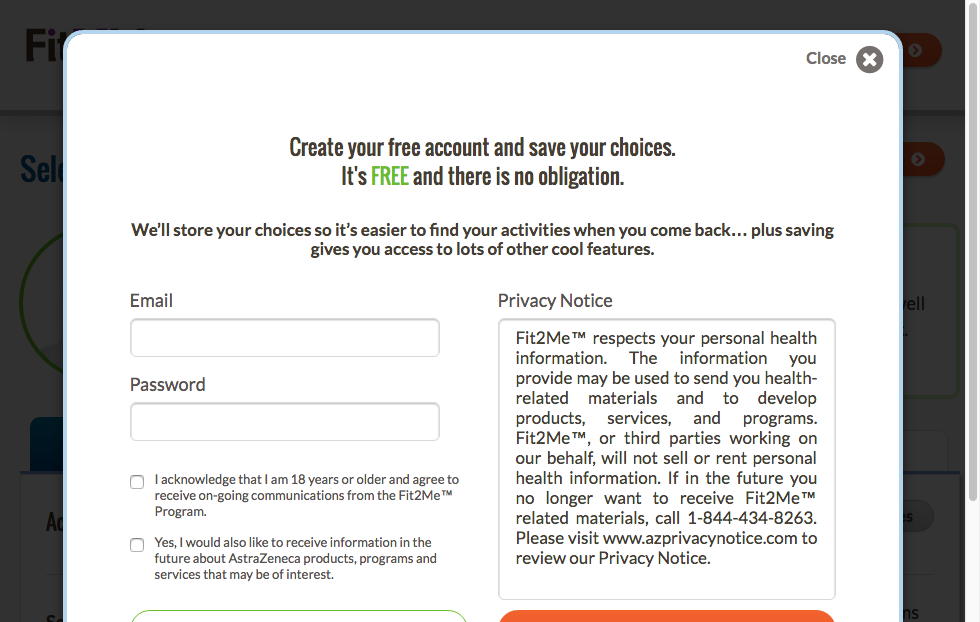 Close
Create your free account and save your choices.
It's FREE and there is no obligation.
We'll store your choices so it's easier to find your activities when you come back… plus saving
gives you access to lots of other cool features.
Email
Password
I acknowledge that I am 18 years or older and agree to
receive on-going communications from the Fit2Me™
Program.
Yes, I would also like to receive information in the
future about AstraZeneca products, programs and
services that may be of interest.
Privacy Notice
Fit2Me™ respects your personal health
information. The information you
provide may be used to send you health-
related materials and to develop
products, services, and programs.
Fit2Me™, or third parties working on
our behalf, will not sell or rent personal
health information. If in the future you
no longer want to receive Fit2Me™
related materials, call 1-844-434-8263.
Please visit www.azprivacynotice.com to
review our Privacy Notice.